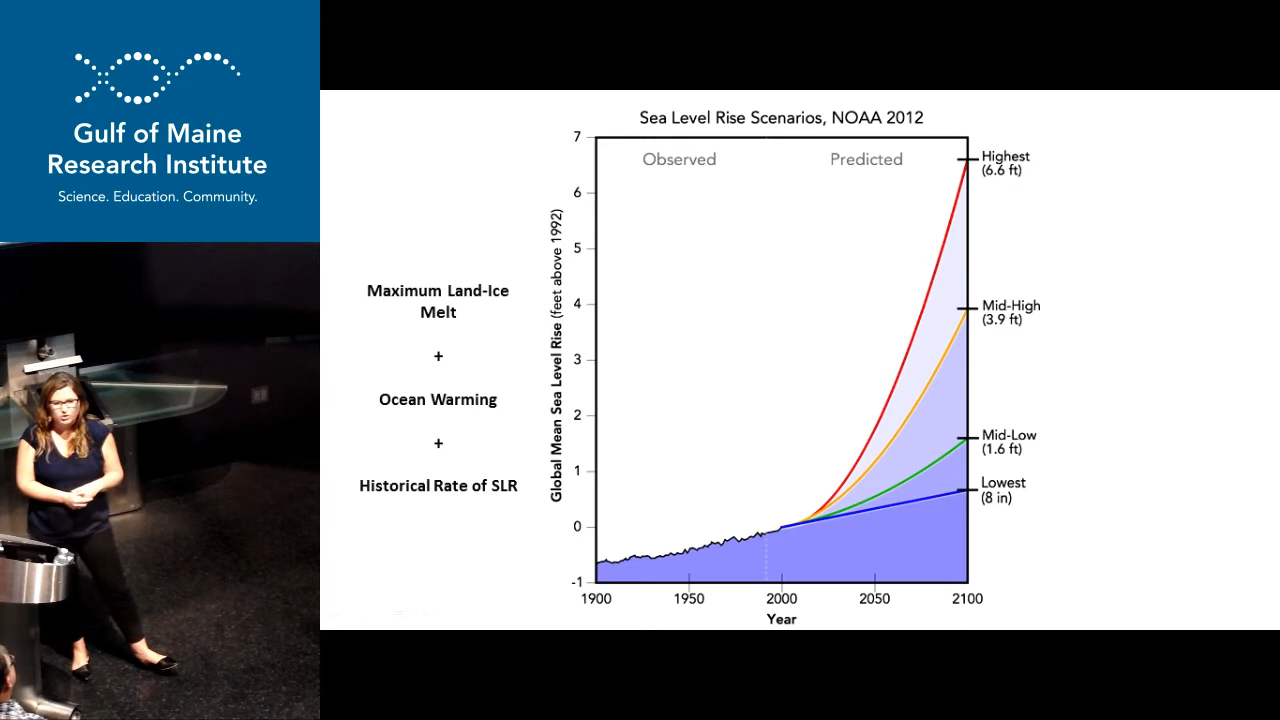 Gulf of Maine
Research Institute
Science. Education. Community.
Maximum Land-Ice
Melt
+
Ocean Warming
+
Historical Rate of SLR
Sea Level Rise Scenarios, NOAA 2012
Observed
Predicted
Global Mean Sea Level Rise (feet above 1992)
7
6
5
4
3
2
1
0
-1
1900
1950
2000
2050
2100
Year
Highest
(6.6 ft)
Mid-High
(3.9 ft)
Mid-Low
(1.6 ft)
Lowest
(8 in)